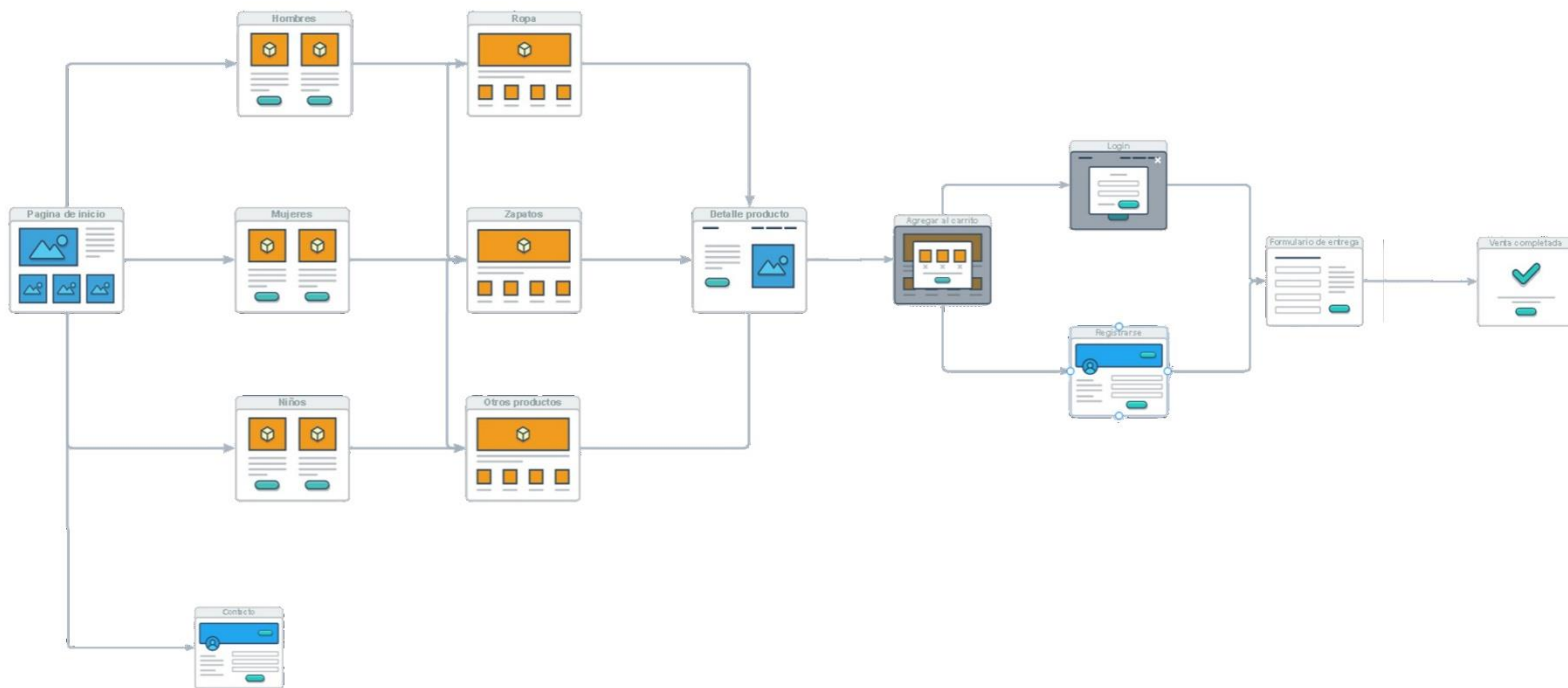 Hombres
Ropa
Login
Pagina de inicio
Mujeres
Zapatos
Detalle producto
Agregar al carrito
Formulario de entrega
Venta completada
Registrarse
Niños
Otros productos
Contacto